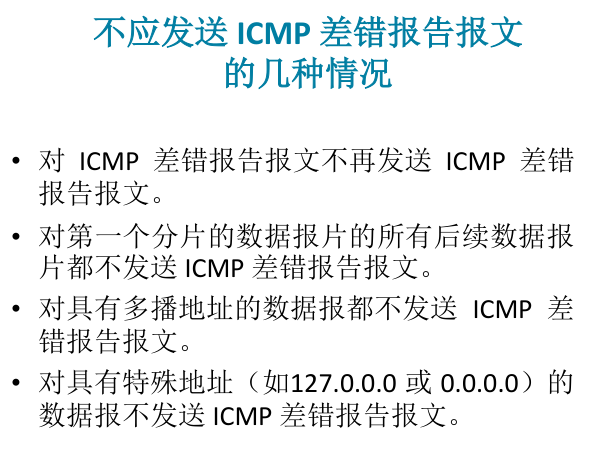 不应发送 ICMP 差错报告报文
的几种情况
• 对 ICMP 差错报告报文不再发送 ICMP 差错
报告报文。
• 对第一个分片的数据报片的所有后续数据报
片都不发送 ICMP 差错报告报文。
• 对具有多播地址的数据报都不发送 ICMP 差
错报告报文。
• 对具有特殊地址（如127.0.0.0 或 0.0.0.0）的
数据报不发送 ICMP 差错报告报文。